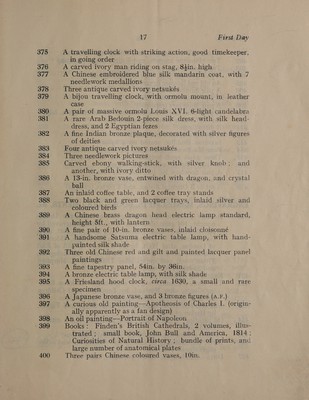 17 First Day
375 A travelling clock with striking action, good timekeeper,
in going order
376 A carved ivory man riding on stag, 8½in. high
377 A Chinese embroidered blue silk mandarin coat, with 7
needlework medallions
378 Three antique carved ivory netsukés
379 A bijou travelling clock, with ormolu mount, in leather
case
380 A pair of massive ormolu Louis XVI. 6-light candelabra
381 A rare Arab Bedouin 2-piece silk dress, with silk head-
dress, and 2 Egyptian fezes
382 A fine Indian bronze plaque, decorated with silver figures
of deities
383 Four antique carved ivory netsukés
384 Three needlework pictures
385 Carved ebony walking-stick, with silver knob ; and
another, with ivory ditto
386 A 13-in. bronze vase, entwined with dragon, and crystal
ball
387 An inlaid coffee table, and 2 coffee tray stands
388 Two black and green lacquer trays, inlaid silver and
coloured birds
389 A Chinese brass dragon head electric lamp standard,
height 5ft., with lantern
390 A fine pair of 10-in. bronze vases, inlaid cloisonné
391 A handsome Satsuma electric table lamp, with hand-
painted silk shade
392 Three old Chinese red and gilt and painted lacquer panel
paintings
393 A fine tapestry panel, 54in. by 36in.
394 A bronze electric table lamp, with silk shade
395 A Friesland hood clock, circa 1630, a small and rare
specimen
396 A Japanese bronze vase, and 3 bronze figures (A.F.)
397 A curious old painting—Apotheosis of Charles I. (origin-
ally apparently as a fan design)
398 An oil painting—Portrait of Napoleon
399 Books : Finden's British Cathedrals, 2 volumes, illus-
trated ; small book, John Bull and America, 1814 ;
Curiosities of Natural History ; bundle of prints, and
large number of anatomical plates
400 Three pairs Chinese coloured vases, 10in.